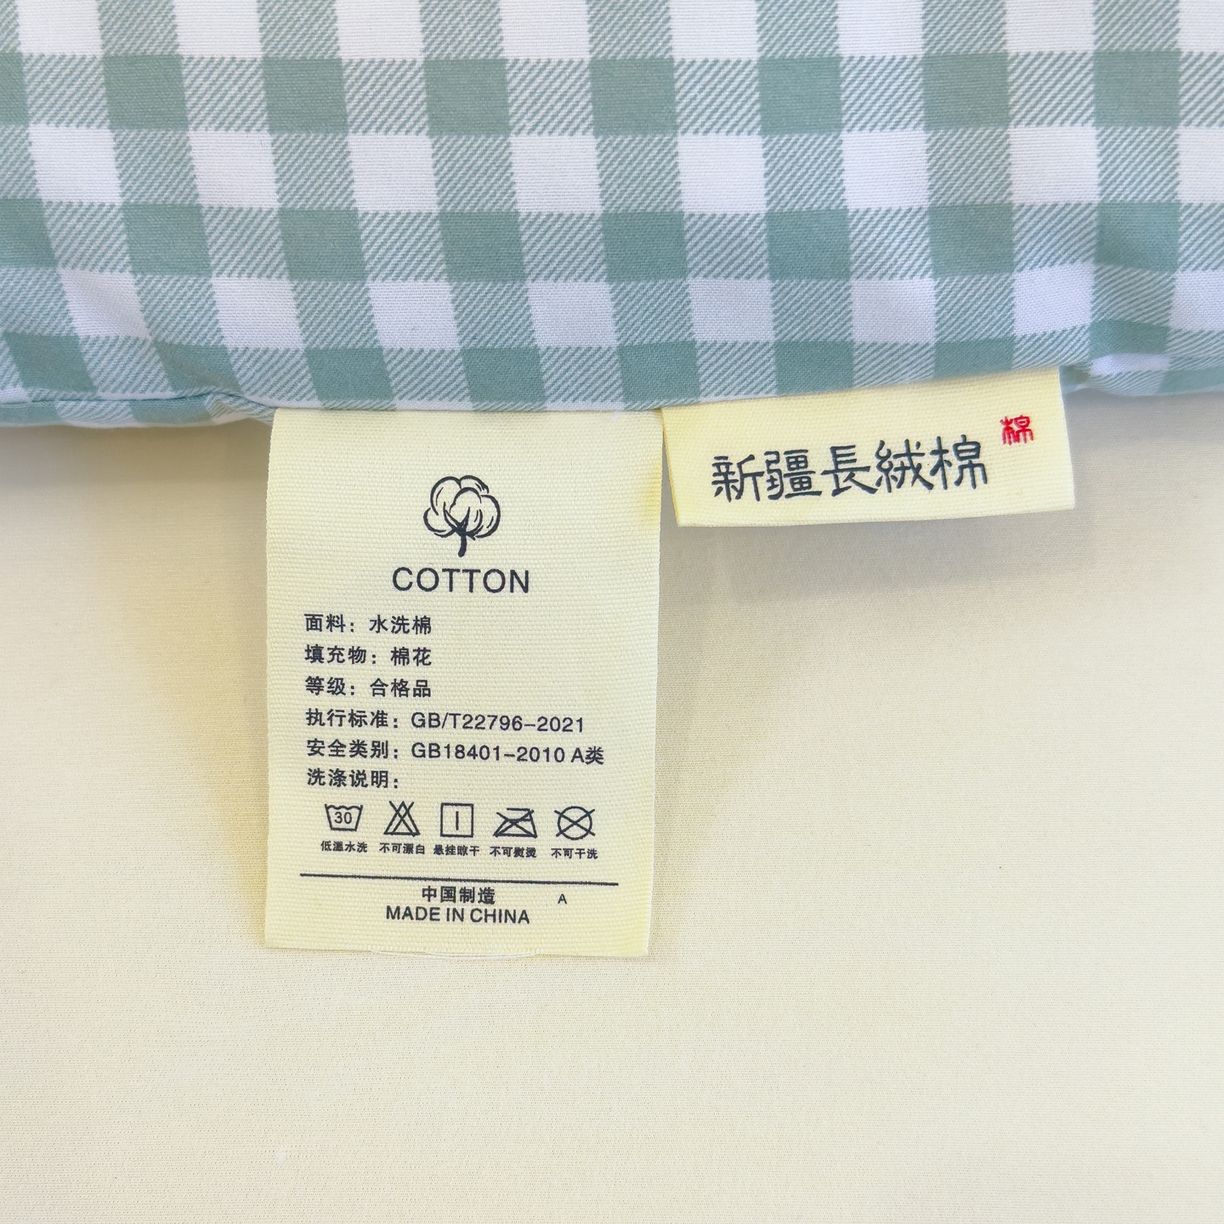 棉
新疆長絨棉
COTTON
面料：水洗棉
填充物：棉花
等级：合格品
执行标准：GB/T22796-2021
安全类别：GB18401-2010 A类
洗涤说明：
30
低温水洗 不可漂白 悬挂晾干 不可熨烫 不可干洗
中国制造 A
MADE IN CHINA